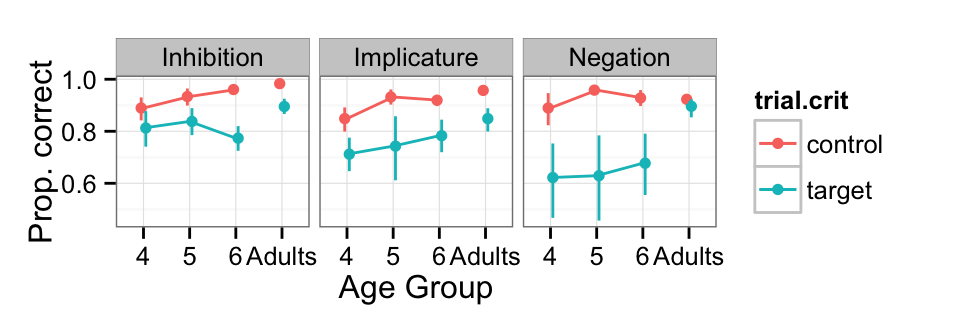 Inhibition Implicature Negation
Prop. correct
1.0
0.8
0.6
4 5 6 Adults 4 5 6 Adults 4 5 6 Adults
Age Group
trial.crit
control
target